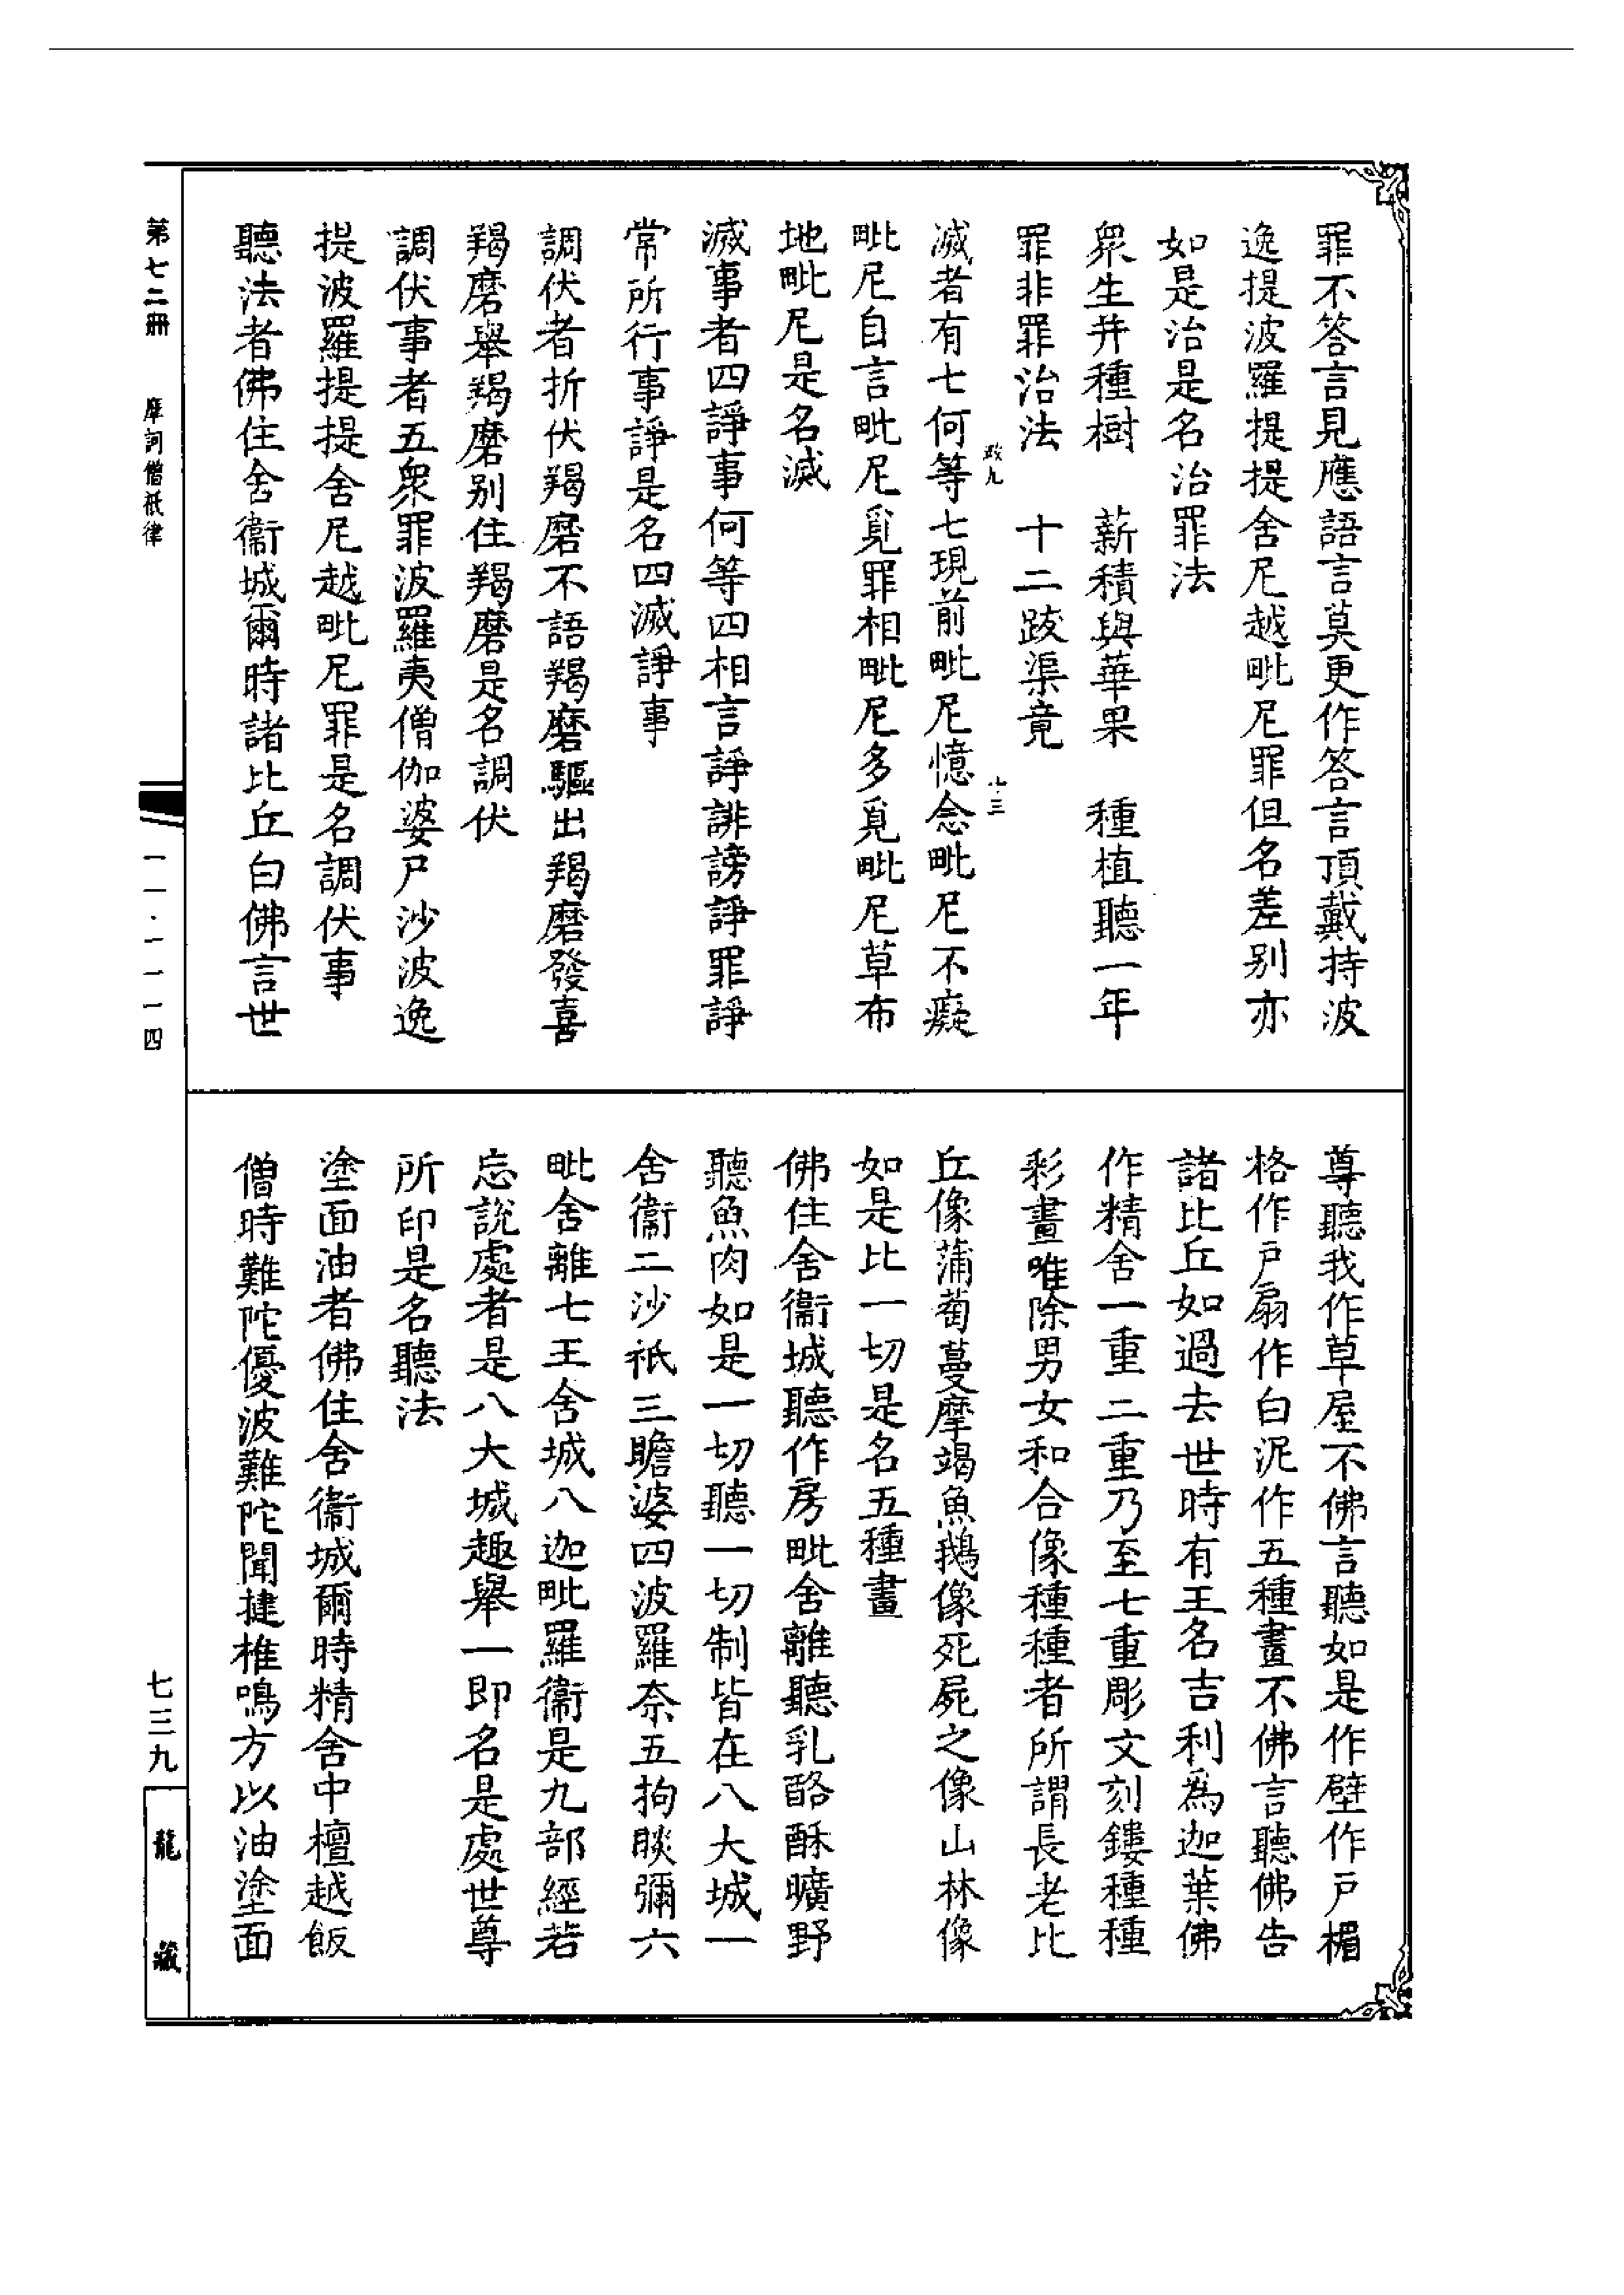 罪不答言見應語言莫更作答言頂戴持波
逸提波羅提提舍尼越毗尼罪但名差别亦
如是治是名治罪法
衆生并種樹　薪積與華果　種植聽一年
罪非罪治法　十二跋渠竟
滅者有七何等七現前毗尼憶念毗尼不癡
毗尼自言毗尼覓罪相毗尼多覓毗尼草布
地毗尼是名滅
滅事者四諍事何等四相言諍誹謗諍罪諍
常所行事諍是名四滅諍事
調伏者折伏羯磨不語羯磨驅出羯磨發喜
羯磨舉羯磨别住羯磨是名調伏
調伏事者五衆罪波羅夷僧伽婆尸沙波逸
提波羅提提舍尼越毗尼罪是名調伏事
聽法者佛住舍衞城爾時諸比丘白佛言世
尊聽我作草屋不佛言聽如是作壁作户楣
格作户扇作白泥作五種畫不佛言聽佛告
諸比丘如過去世時有王名吉利爲迦葉佛
作精舍一重二重乃至七重彫文刻鏤種種
彩畫唯除男女和合像種種者所謂長老比
丘像蒲萄蔓摩竭魚鵝像死屍之像山林像
如是比一切是名五種畫
佛住舍衞城聽作房毗舍離聽乳酪酥曠野
聽魚肉如是一切聽一切制皆在八大城一
舍衞二沙祇三瞻婆四波羅奈五拘睒彌六
毗舍離七王舍城八迦毗羅衞是九部經若
忘說處者是八大城趣舉一即名是處世尊
所印是名聽法
塗面油者佛住舍衞城爾時精舍中檀越飯
僧時難陀優波難陀聞揵椎鳴方以油塗面
政九
十三
第七二册　摩訶僧祇律
一一·一一一四
七三九
龍藏